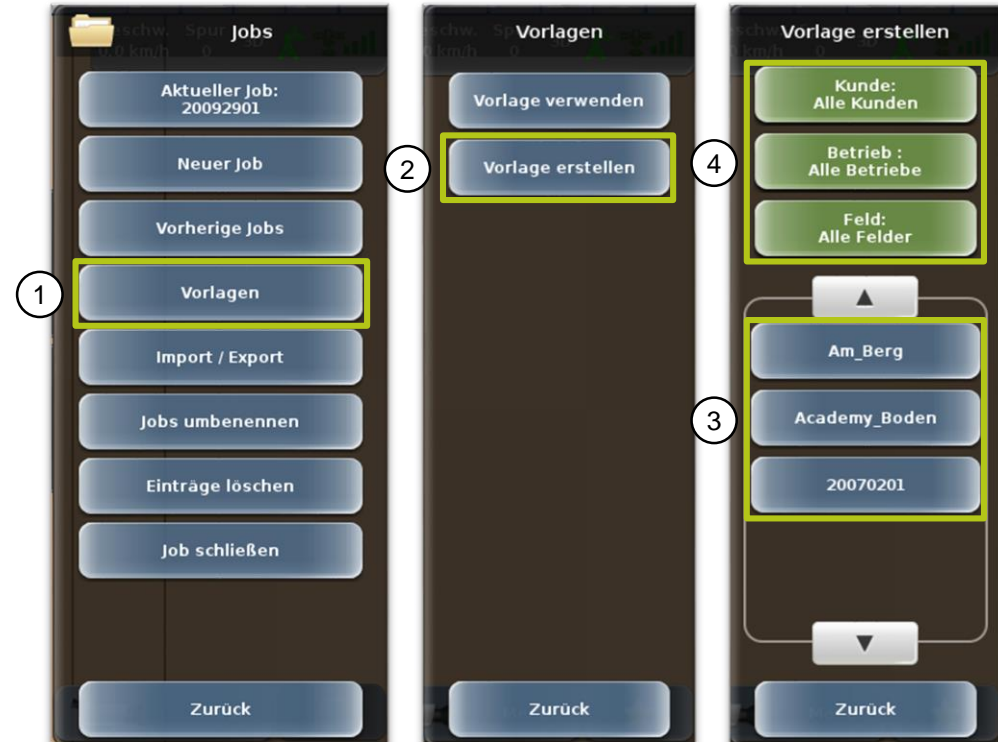 Jobs
Aktueller Job:
20092901
Neuer Job
Vorherige Jobs
1
Vorlagen
Import / Export
Jobs umbenennen
Einträge löschen
Job schließen
Zurück
Vorlagen
Vorlage verwenden
2
Vorlage erstellen
Zurück
Vorlage erstellen
4
Kunde:
Alle Kunden
Betrieb :
Alle Betriebe
Feld:
Alle Felder
▲
3
Am_Berg
Academy_Boden
20070201
▼
Zurück